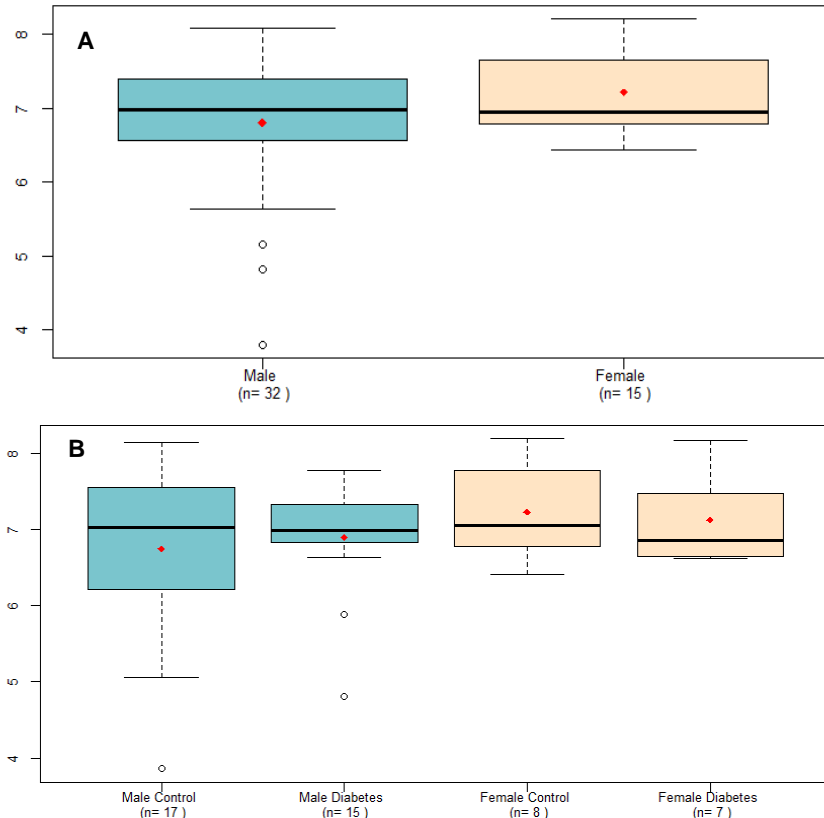 A
8
7
6
5
4
Male Female
(n= 32 ) (n= 15 )
B
8
7
6
5
4
Male Control Male Diabetes Female Control Female Diabetes
(n= 17 ) (n= 15 ) (n= 8 ) (n= 7 )